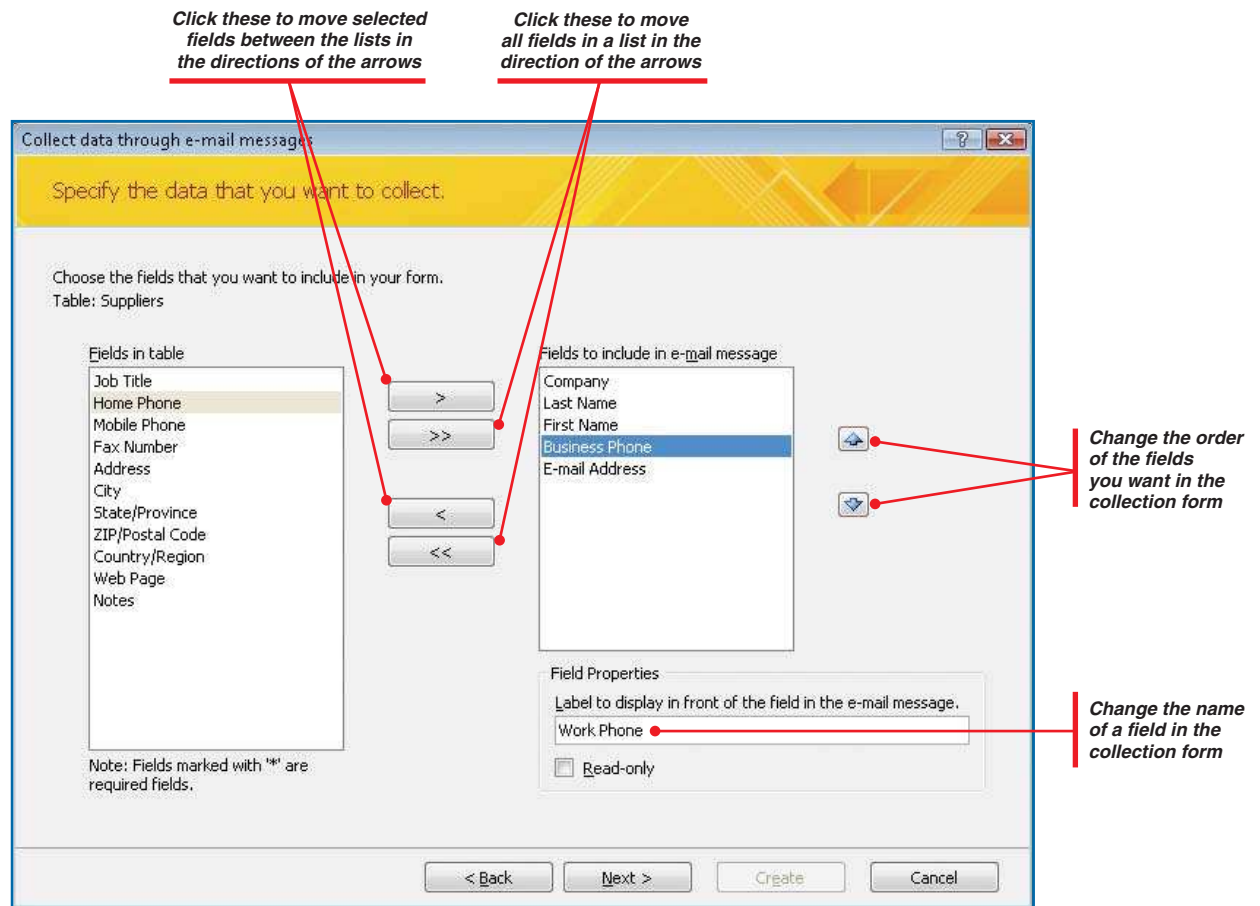 Click these to move selected
fields between the lists in
the directions of the arrows
Click these to move
all fields in a list in the
direction of the arrows
Collect data through e-mail messages
?
Specify the data that you want to collect.
Choose the fields that you want to include in your form.
Table: Suppliers
Fields in table
Job Title
Home Phone
Mobile Phone
Fax Number
Address
City
State/Province
ZIP/Postal Code
Country/Region
Web Page
Notes
Note: Fields marked with '*' are
required fields.
>
>>
<
<<
Fields to include in e-mail message
Company
Last Name
First Name
Business Phone
E-mail Address
Change the order
of the fields
you want in the
collection form
Field Properties
Label to display in front of the field in the e-mail message.
Work Phone
Read-only
Change the name
of a field in the
collection form
< Back
Next >
Create
Cancel